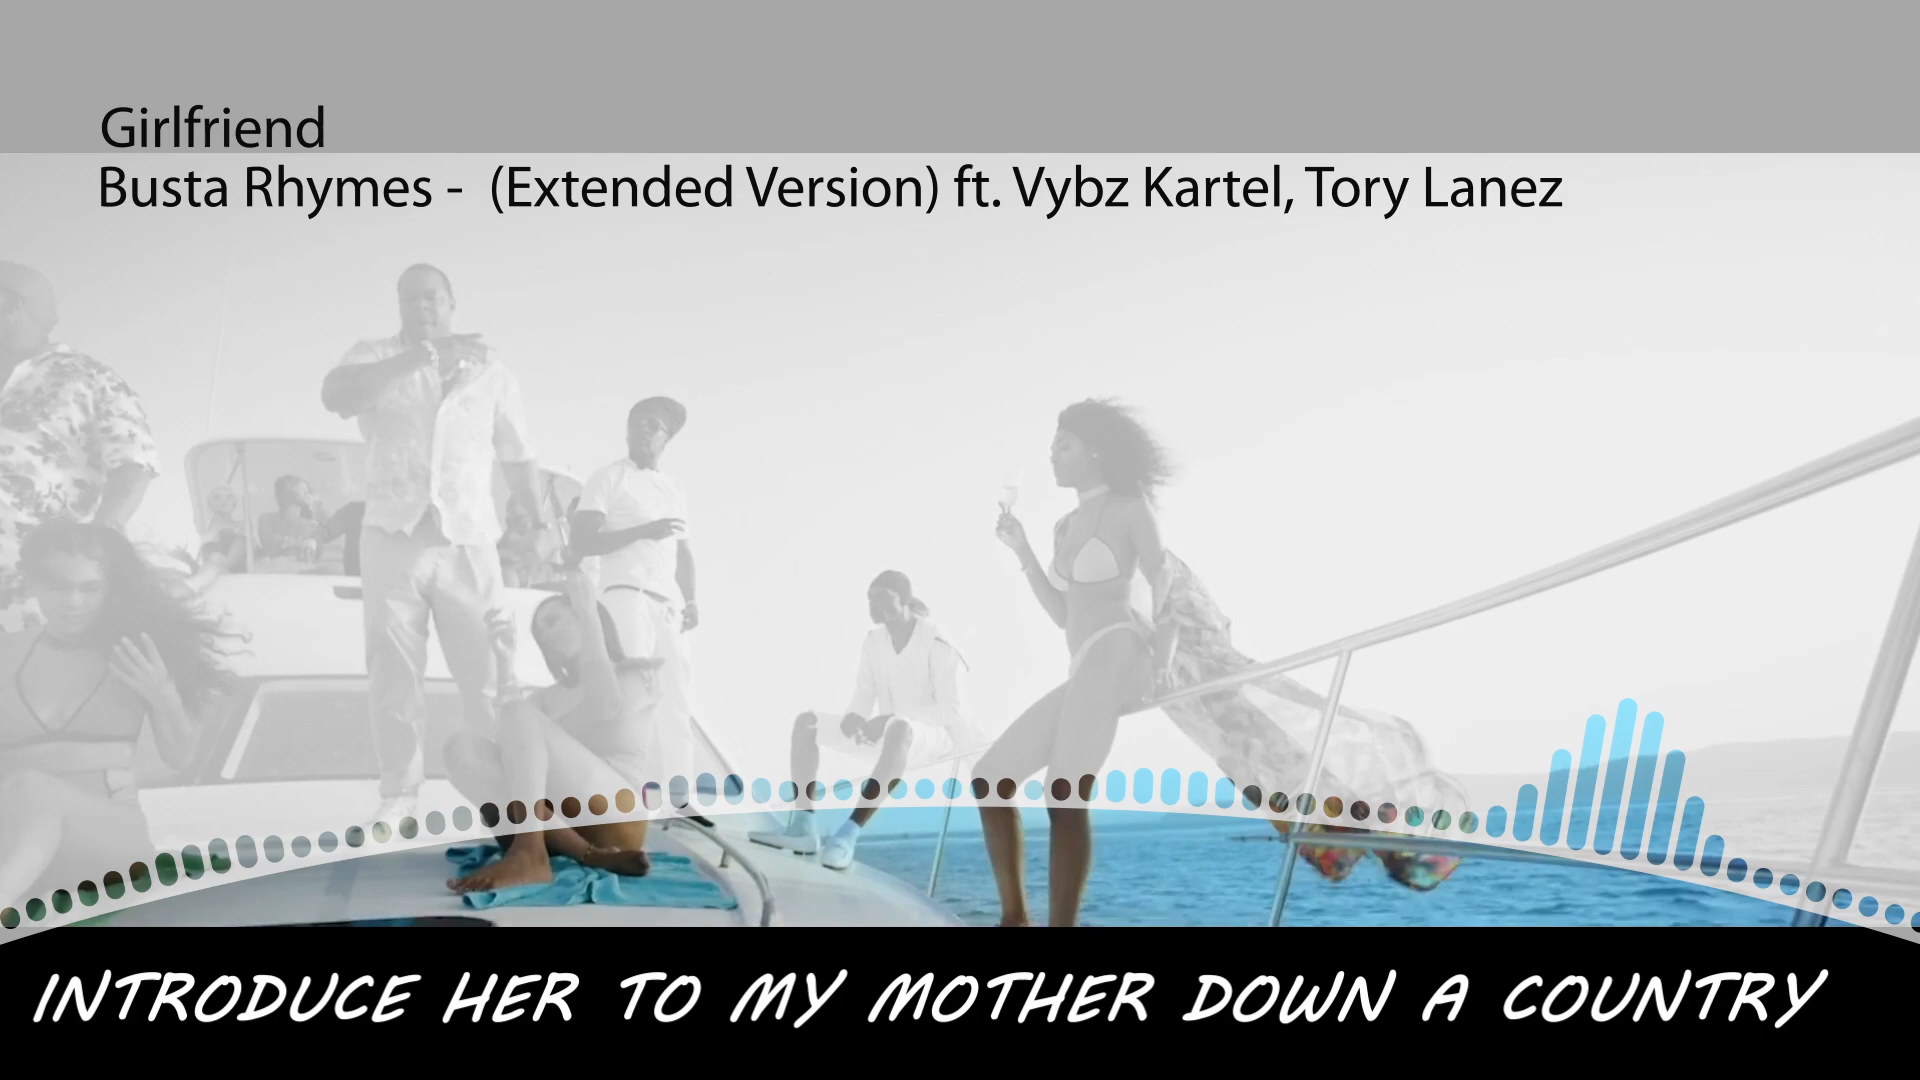 Girlfriend
Busta Rhymes -  (Extended Version) ft. Vybz Kartel, Tory Lanez
INTRODUCE HER TO MY MOTHER DOWN A COUNTRY